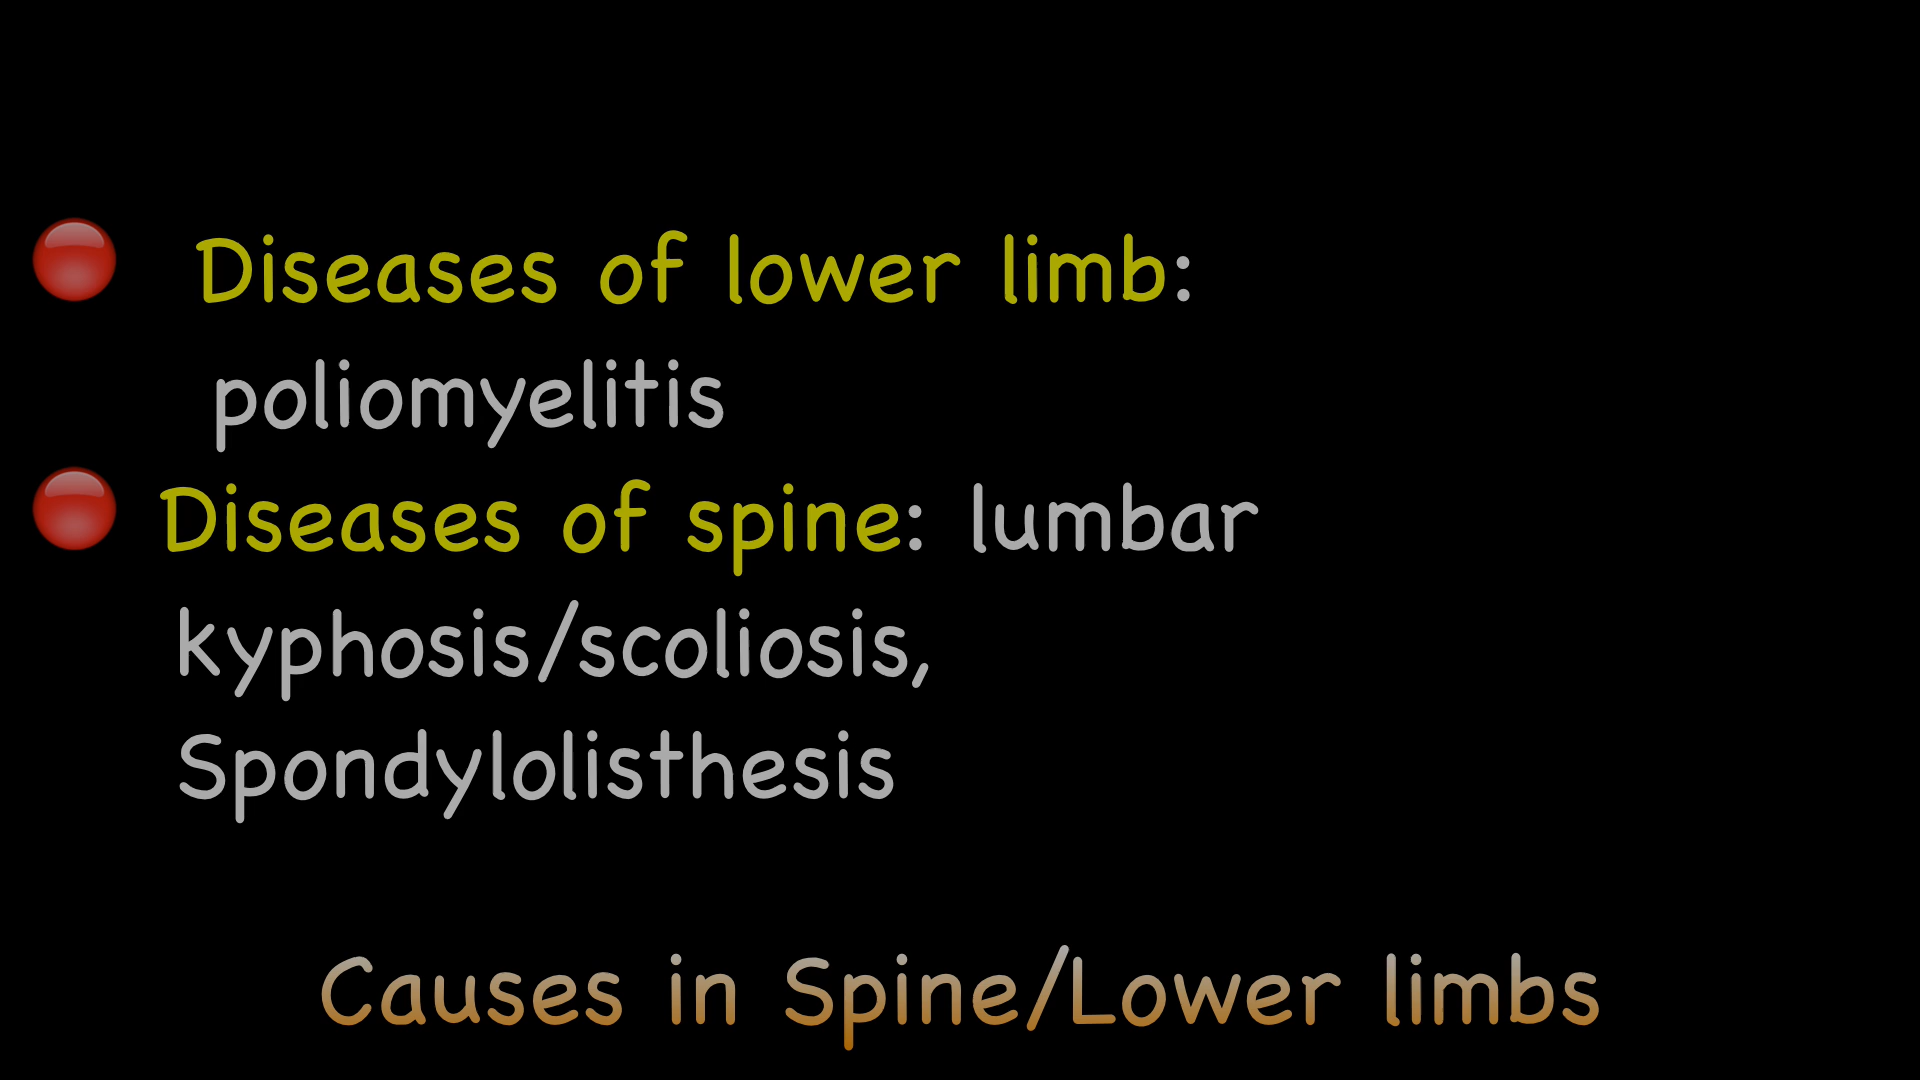 Diseases of lower limb:
poliomyelitis
Diseases of spine: lumbar
kyphosis/scoliosis,
Spondylolisthesis
Causes in Spine/Lower limbs